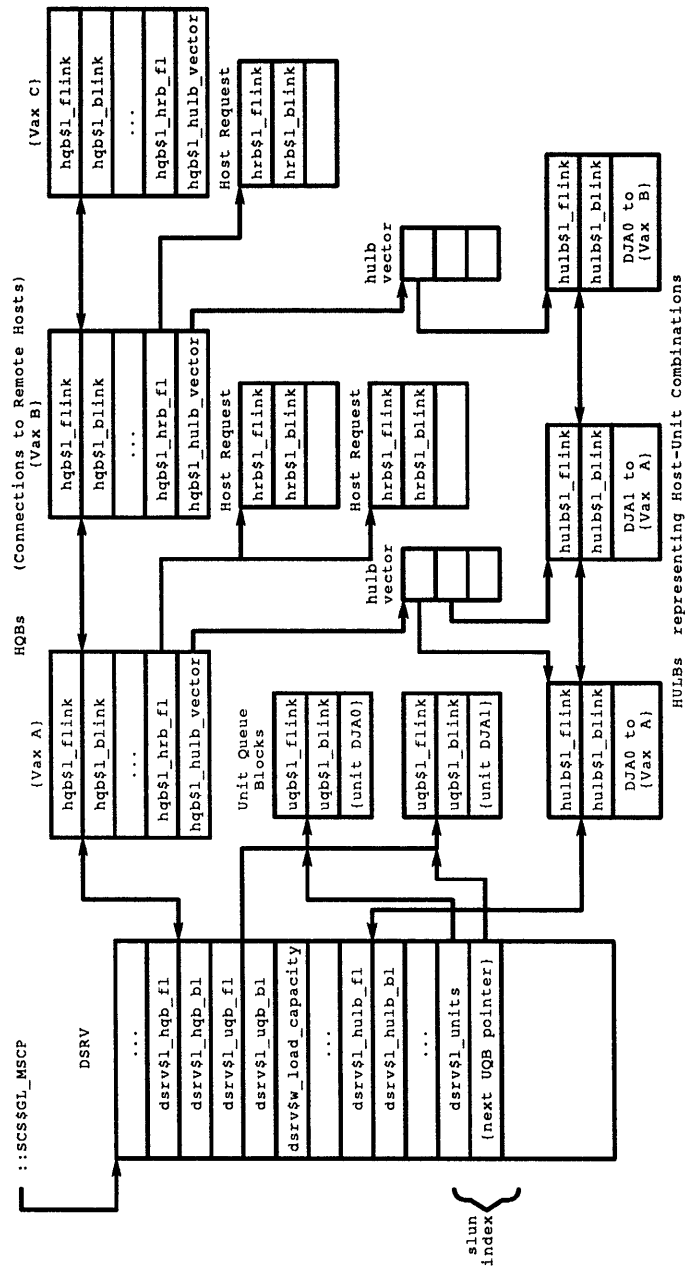 ::SCS$GL_MSCP
DSRV
...
dsrv$l_hqb_fl
dsrv$l_hqb_bl
dsrv$l_uqb_fl
dsrv$l_uqb_bl
dsrv$w_load_capacity
...
dsrv$l_hulb_fl
dsrv$l_hulb_bl
...
dsrv$l_units
{next UQB pointer}
slun
index
HQBs (Connections to Remote Hosts)
{Vax A}
hqb$l_flink
hqb$l_blink
...
hqb$l_hrb_fl
hqb$l_hulb_vector
{Vax B}
hqb$l_flink
hqb$l_blink
...
hqb$l_hrb_fl
hqb$l_hulb_vector
{Vax C}
hqb$l_flink
hqb$l_blink
...
hqb$l_hrb_fl
hqb$l_hulb_vector
Unit Queue
Blocks
uqb$l_flink
uqb$l_blink
{unit DJA0}
uqb$l_flink
uqb$l_blink
{unit DJA1}
Host Request
hrb$l_flink
hrb$l_blink
Host Request
hrb$l_flink
hrb$l_blink
Host Request
hrb$l_flink
hrb$l_blink
hulb
vector
hulb
vector
hulb$l_flink
hulb$l_blink
DJA0 to
{Vax A}
hulb$l_flink
hulb$l_blink
DJA1 to
{Vax A}
hulb$l_flink
hulb$l_blink
DJA0 to
{Vax B}
HULBs representing Host-Unit Combinations